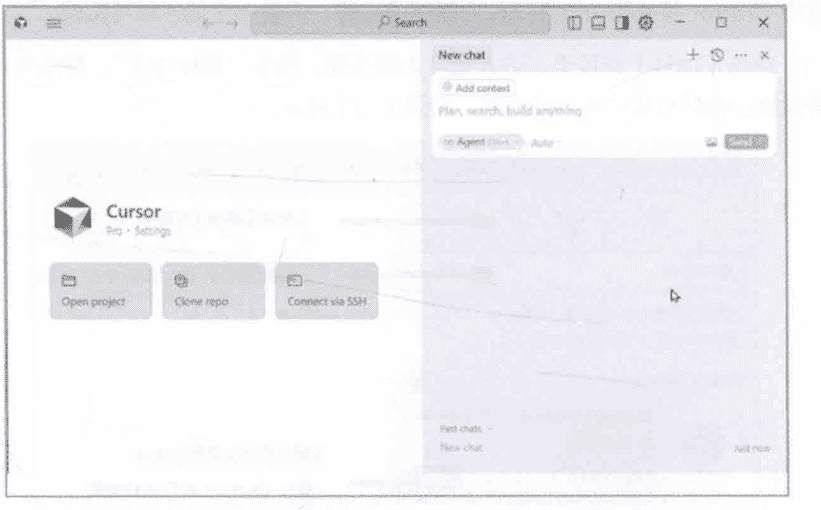 Search
New chat
Add context
Plan, search, build anything
Agent
Auto
Cursor
Pro · Settings
Open project
Clone repo
Connect via SSH
Past chats
New chat
Just now